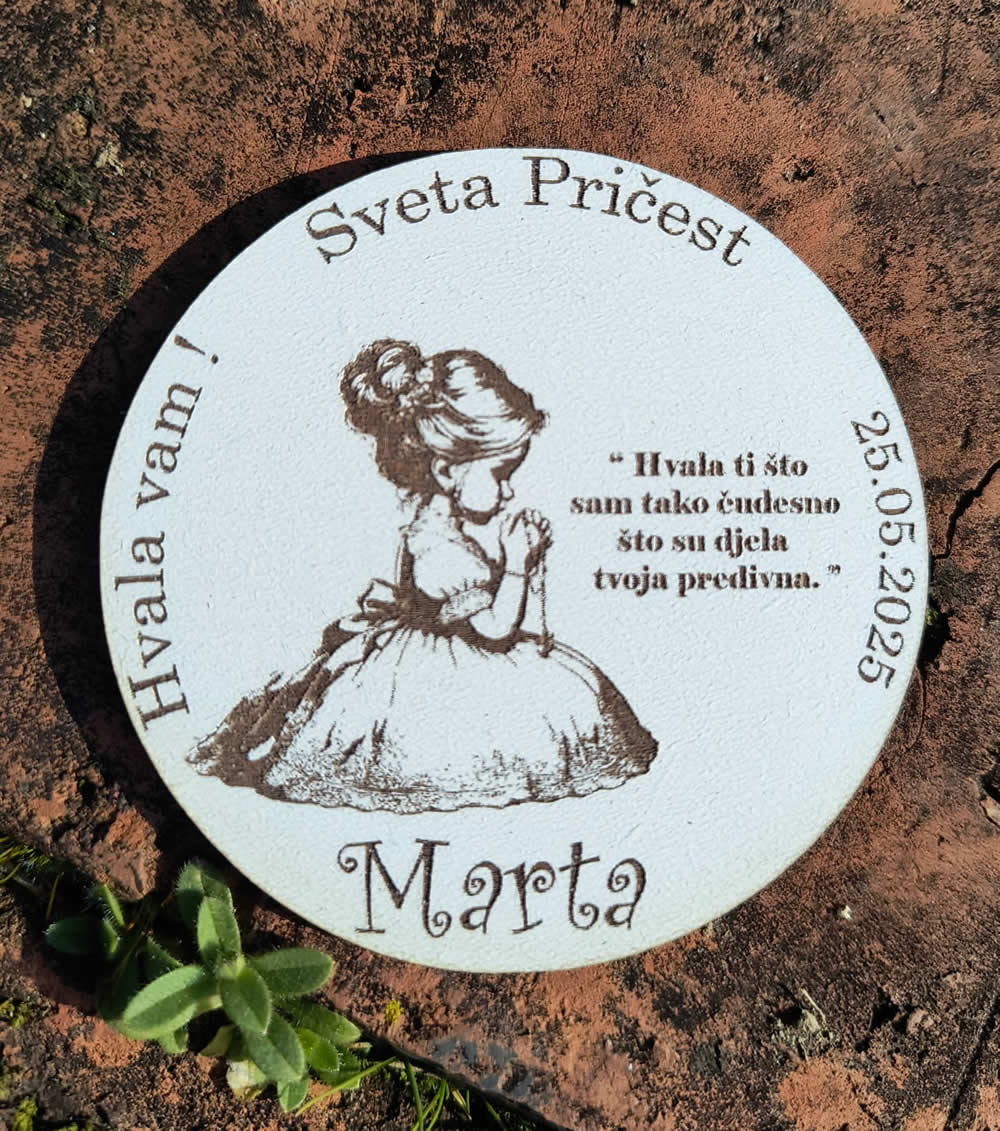 Sveta Pričest
Hvala vam !
“ Hvala ti što
sam tako čudesno
što su djela
tvoja predivna. ”
25.05.2025
Marta